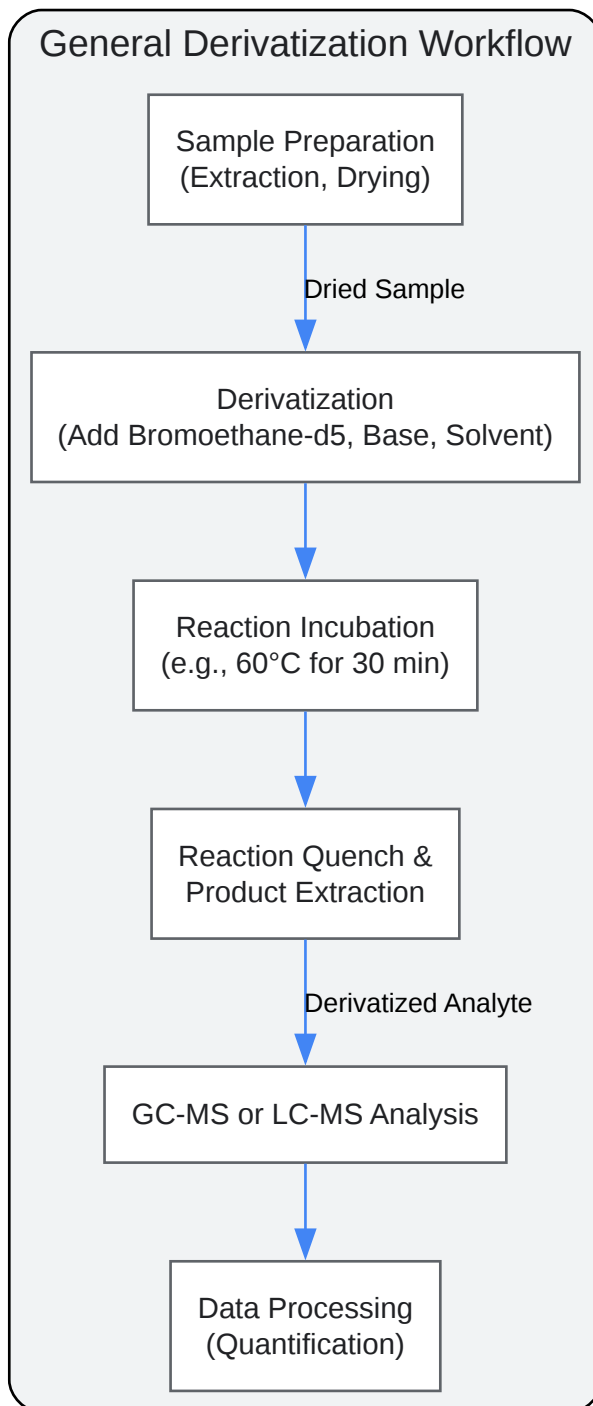 General Derivatization Workflow
Sample Preparation
(Extraction, Drying)
Dried Sample
Derivatization
(Add Bromoethane-d5, Base, Solvent)
Reaction Incubation
(e.g., 60°C for 30 min)
Reaction Quench &
Product Extraction
Derivatized Analyte
GC-MS or LC-MS Analysis
Data Processing
(Quantification)